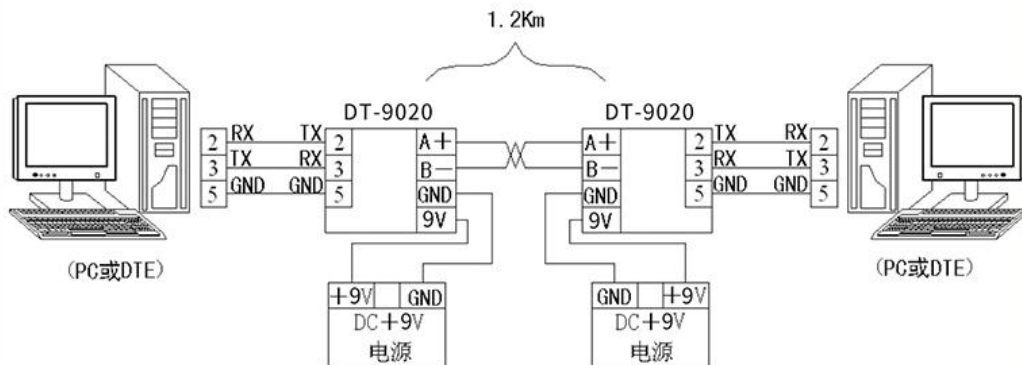 1.2Km
DT-9020 DT-9020
2 RX TX 2 A+ A+ 2 TX RX 2
3 TX RX 3 B- B- 3 RX TX 3
5 GND GND 5 GND GND 5 GND GND 5
9V 9V
(PC或DTE) (PC或DTE)
+9V GND GND +9V
DC+9V DC+9V
电源 电源